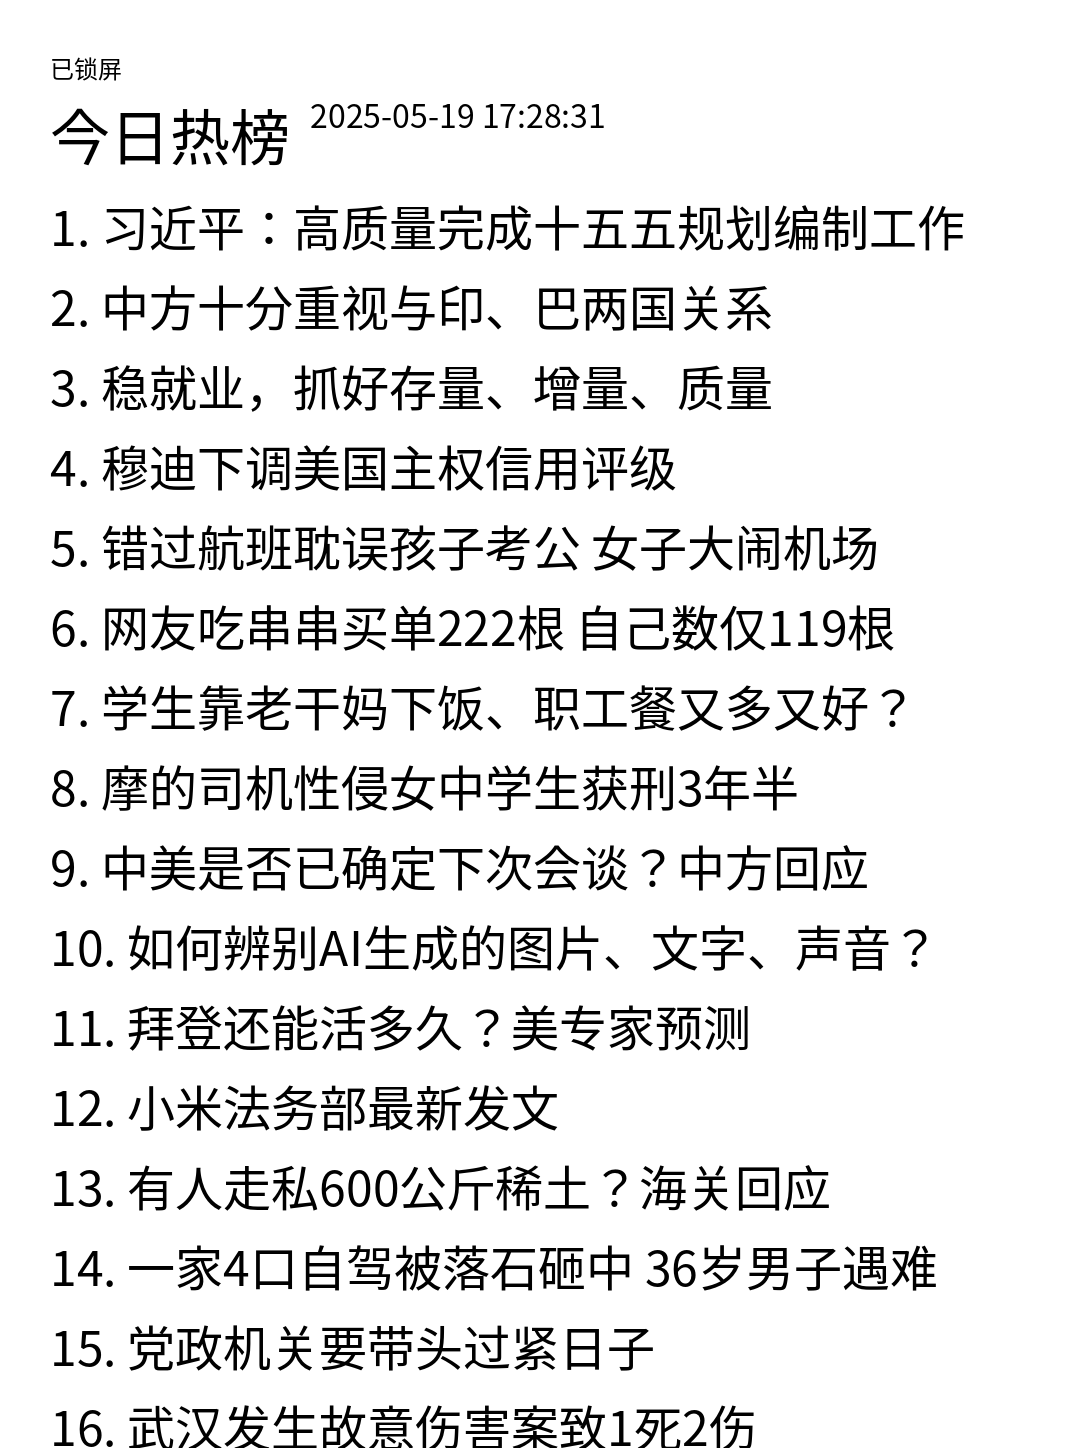 已锁屏
今日热榜 2025-05-19 17:28:31
1. 习近平：高质量完成十五五规划编制工作
2. 中方十分重视与印、巴两国关系
3. 稳就业，抓好存量、增量、质量
4. 穆迪下调美国主权信用评级
5. 错过航班耽误孩子考公 女子大闹机场
6. 网友吃串串买单222根 自己数仅119根
7. 学生靠老干妈下饭、职工餐又多又好？
8. 摩的司机性侵女中学生获刑3年半
9. 中美是否已确定下次会谈？中方回应
10. 如何辨别AI生成的图片、文字、声音？
11. 拜登还能活多久？美专家预测
12. 小米法务部最新发文
13. 有人走私600公斤稀土？海关回应
14. 一家4口自驾被落石砸中 36岁男子遇难
15. 党政机关要带头过紧日子
16. 武汉发生故意伤害案致1死2伤